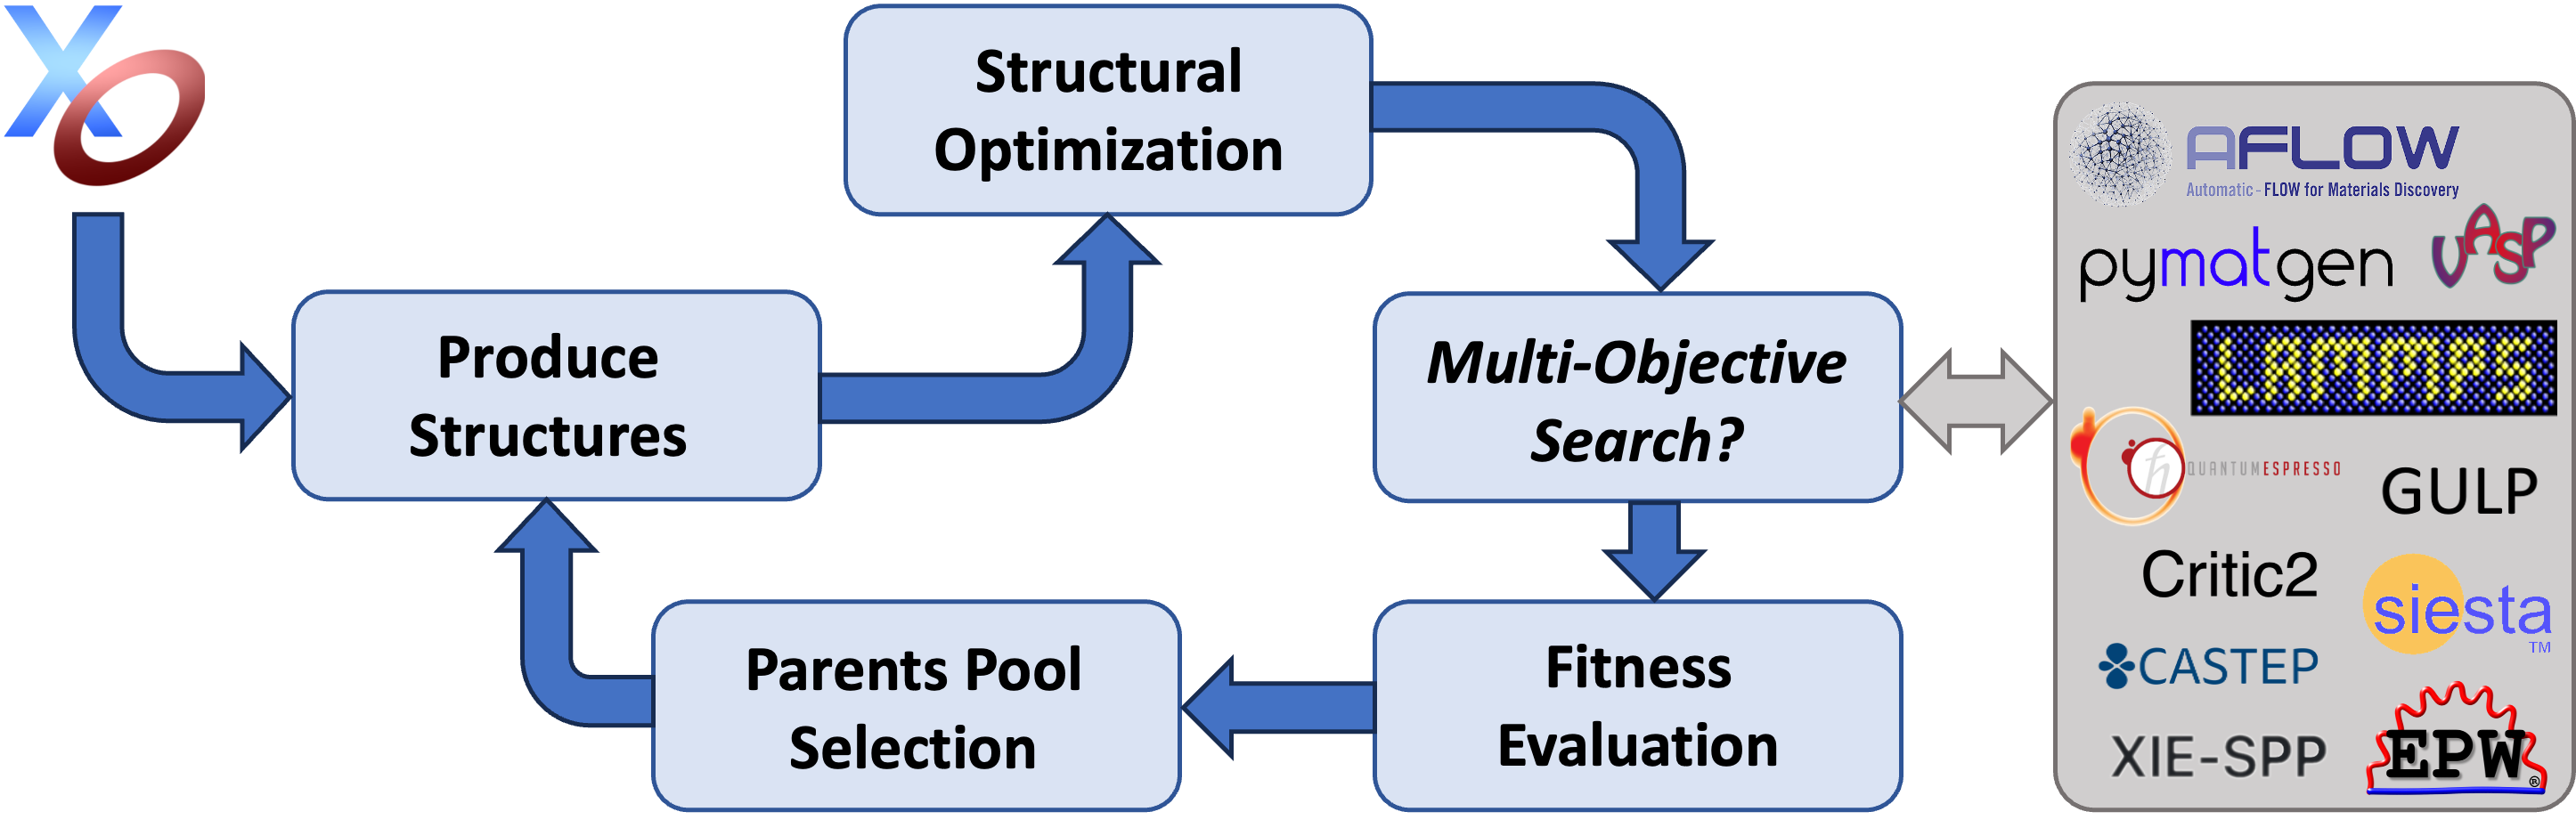 XO
Structural
Optimization
Produce
Structures
Multi-Objective
Search?
Parents Pool
Selection
Fitness
Evaluation
AFLOW
Automatic - FLOW for Materials Discovery
pymatgen
VASP
LAMMPS
ħ
QUANTUMESPRESSO
GULP
Critic2
siesta
TM
CASTEP
XIE-SPP
EPW
®